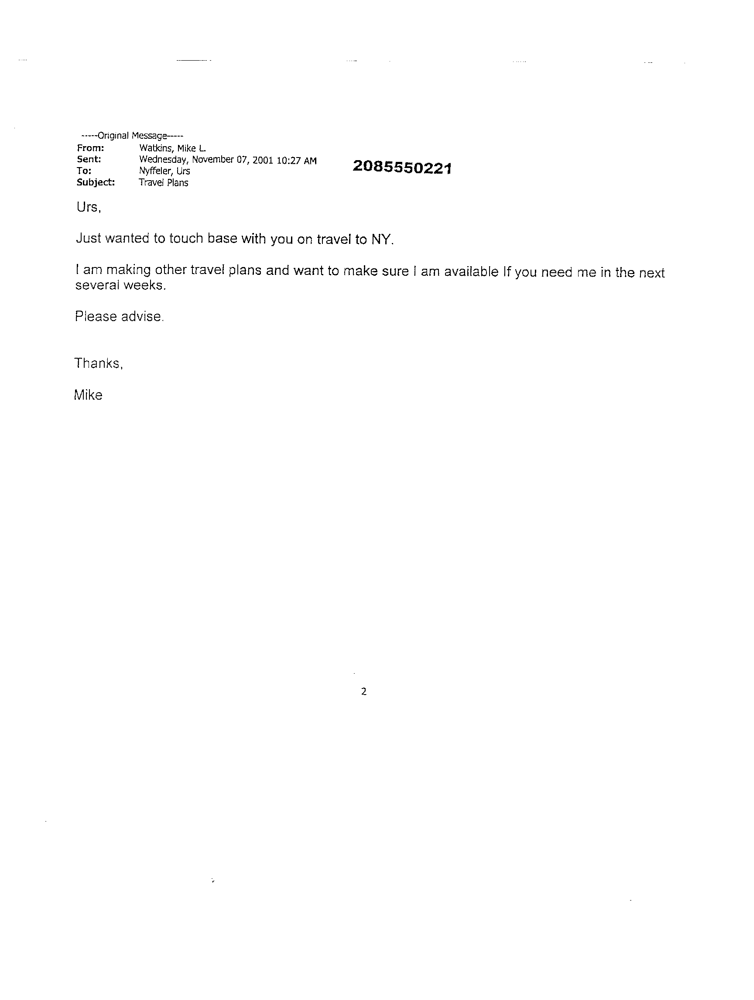 -----Original Message-----
From: Watkins, Mike L.
Sent: Wednesday, November 07, 2001 10:27 AM
To: Nyffeler, Urs
Subject: Travel Plans
2085550221
Urs,
Just wanted to touch base with you on travel to NY.
I am making other travel plans and want to make sure I am available If you need me in the next
several weeks.
Please advise.
Thanks,
Mike
2